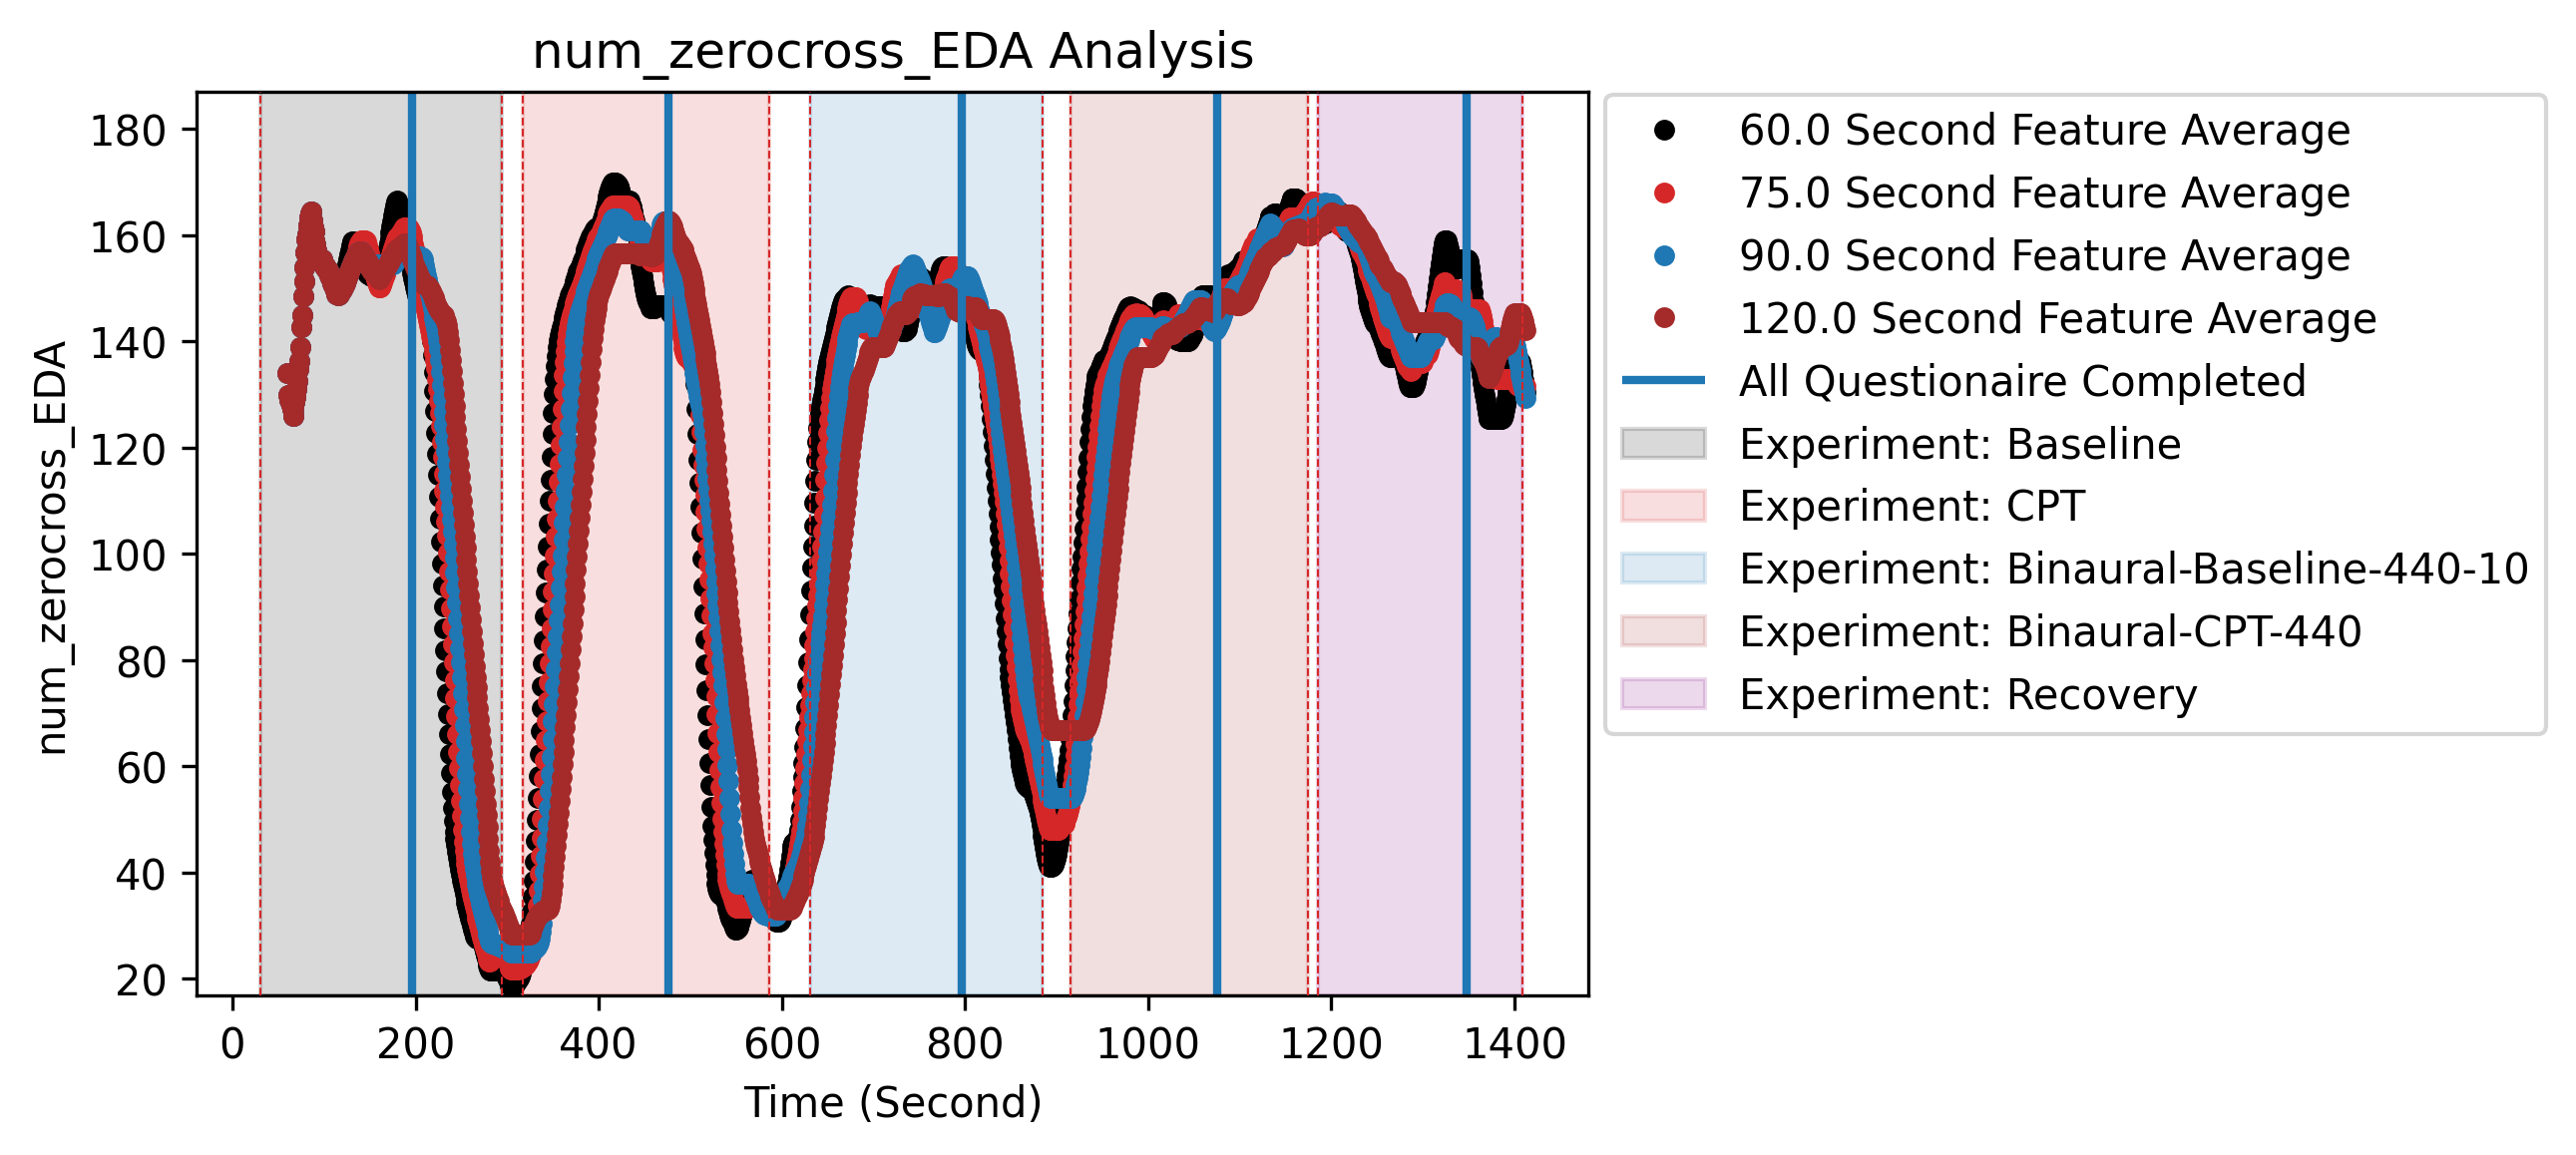 num_zerocross_EDA Analysis
180
160
140
120
100
80
60
40
20
num_zerocross_EDA
0 200 400 600 800 1000 1200 1400
Time (Second)
60.0 Second Feature Average
75.0 Second Feature Average
90.0 Second Feature Average
120.0 Second Feature Average
All Questionaire Completed
Experiment: Baseline
Experiment: CPT
Experiment: Binaural-Baseline-440-10
Experiment: Binaural-CPT-440
Experiment: Recovery